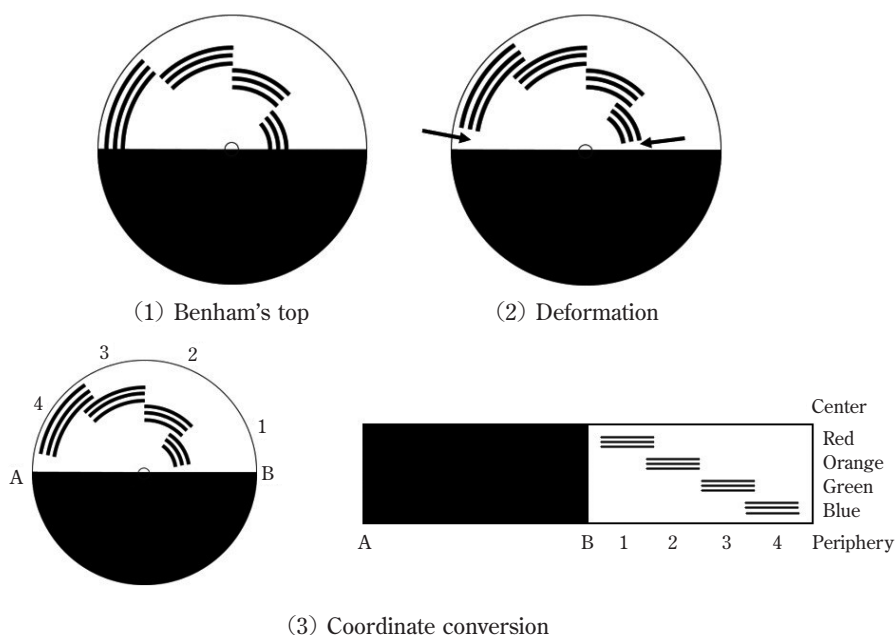 (1) Benham's top
(2) Deformation
3
2
4
1
A
B
Center
Red
Orange
Green
Blue
A
B
1
2
3
4
Periphery
(3) Coordinate conversion